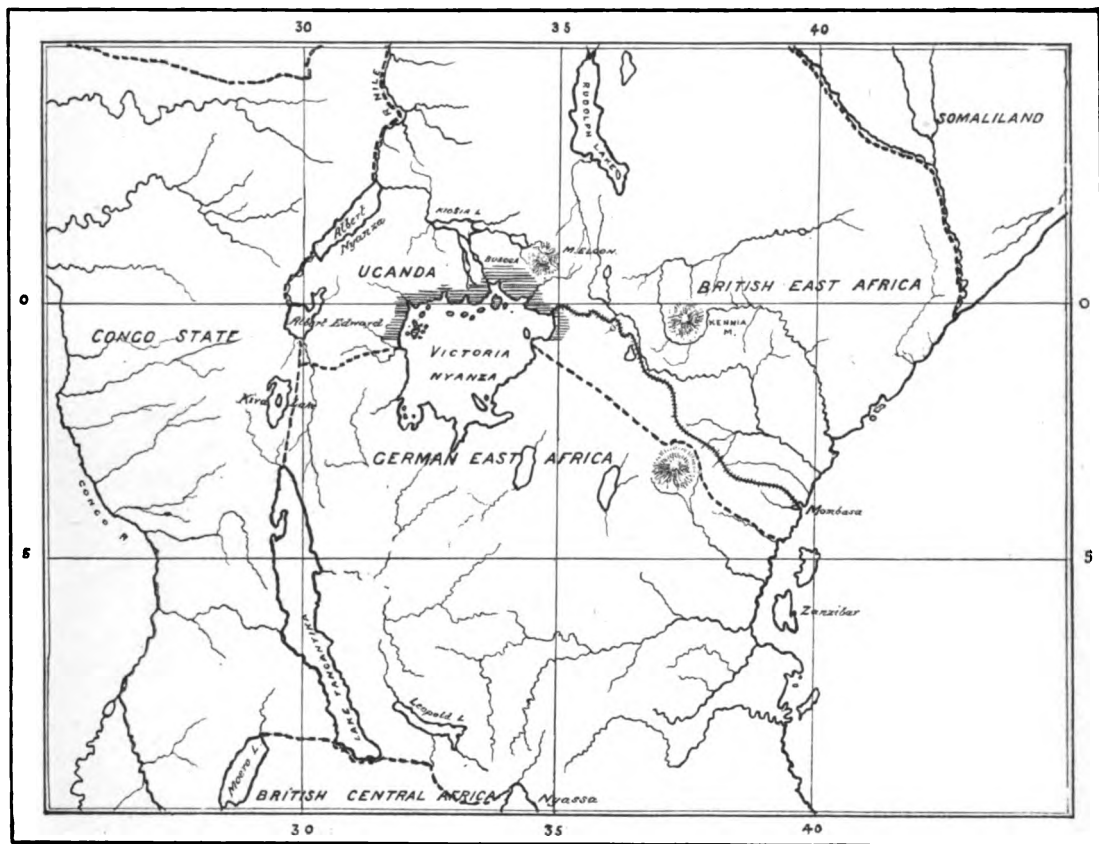 30 35 40
NILE R.
RUDOLPH LAKE
SOMALILAND
Albert Nyanza
KIOGIA L
BUSOGA
M. ELGON.
UGANDA
BRITISH EAST AFRICA
0 0
Albert Edward
CONGO STATE
KENNIA M.
VICTORIA NYANZA
Kivu Lake
GERMAN EAST AFRICA
CONGO R.
Mombasa
5 5
Zanzibar
LAKE TANGANYIKA
Leopold L
Moero L.
BRITISH CENTRAL AFRICA
Nyassa
30 35 40